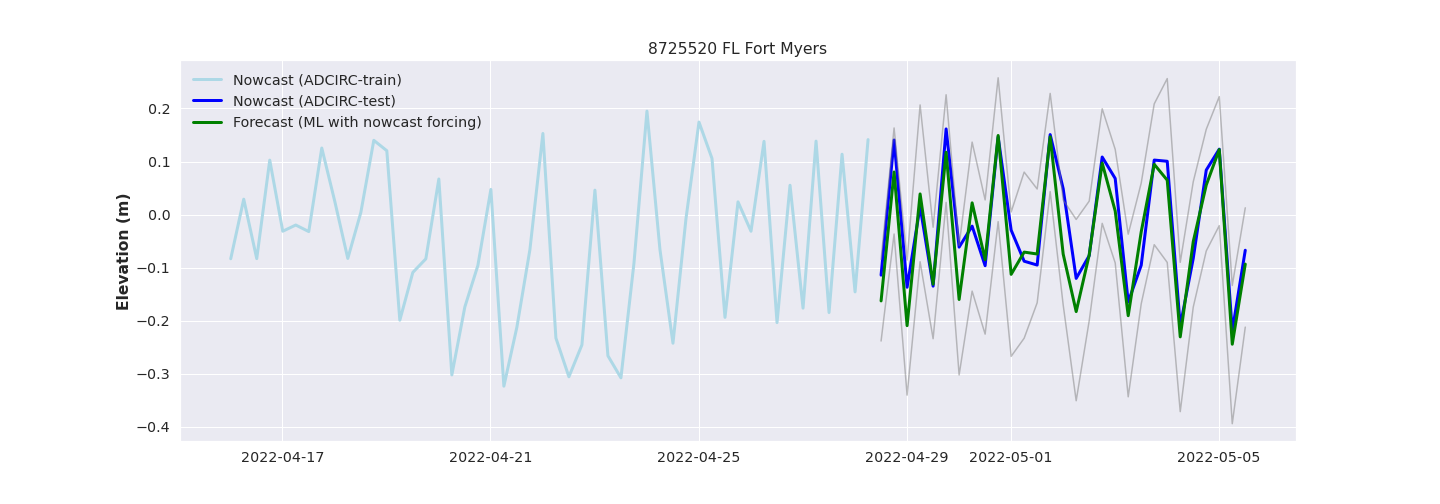 8725520 FL Fort Myers
Nowcast (ADCIRC-train)
Nowcast (ADCIRC-test)
Forecast (ML with nowcast forcing)
Elevation (m)
0.2
0.1
0.0
−0.1
−0.2
−0.3
−0.4
2022-04-17 2022-04-21 2022-04-25 2022-04-29 2022-05-01 2022-05-05